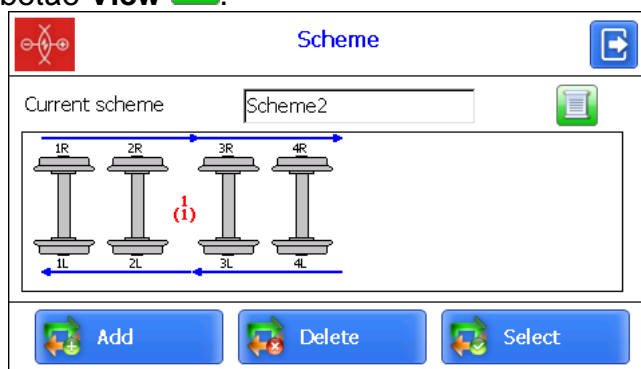 botão View .
Scheme
Current scheme Scheme2
1R 2R 3R 4R
1
(1)
1L 2L 3L 4L
Add Delete Select